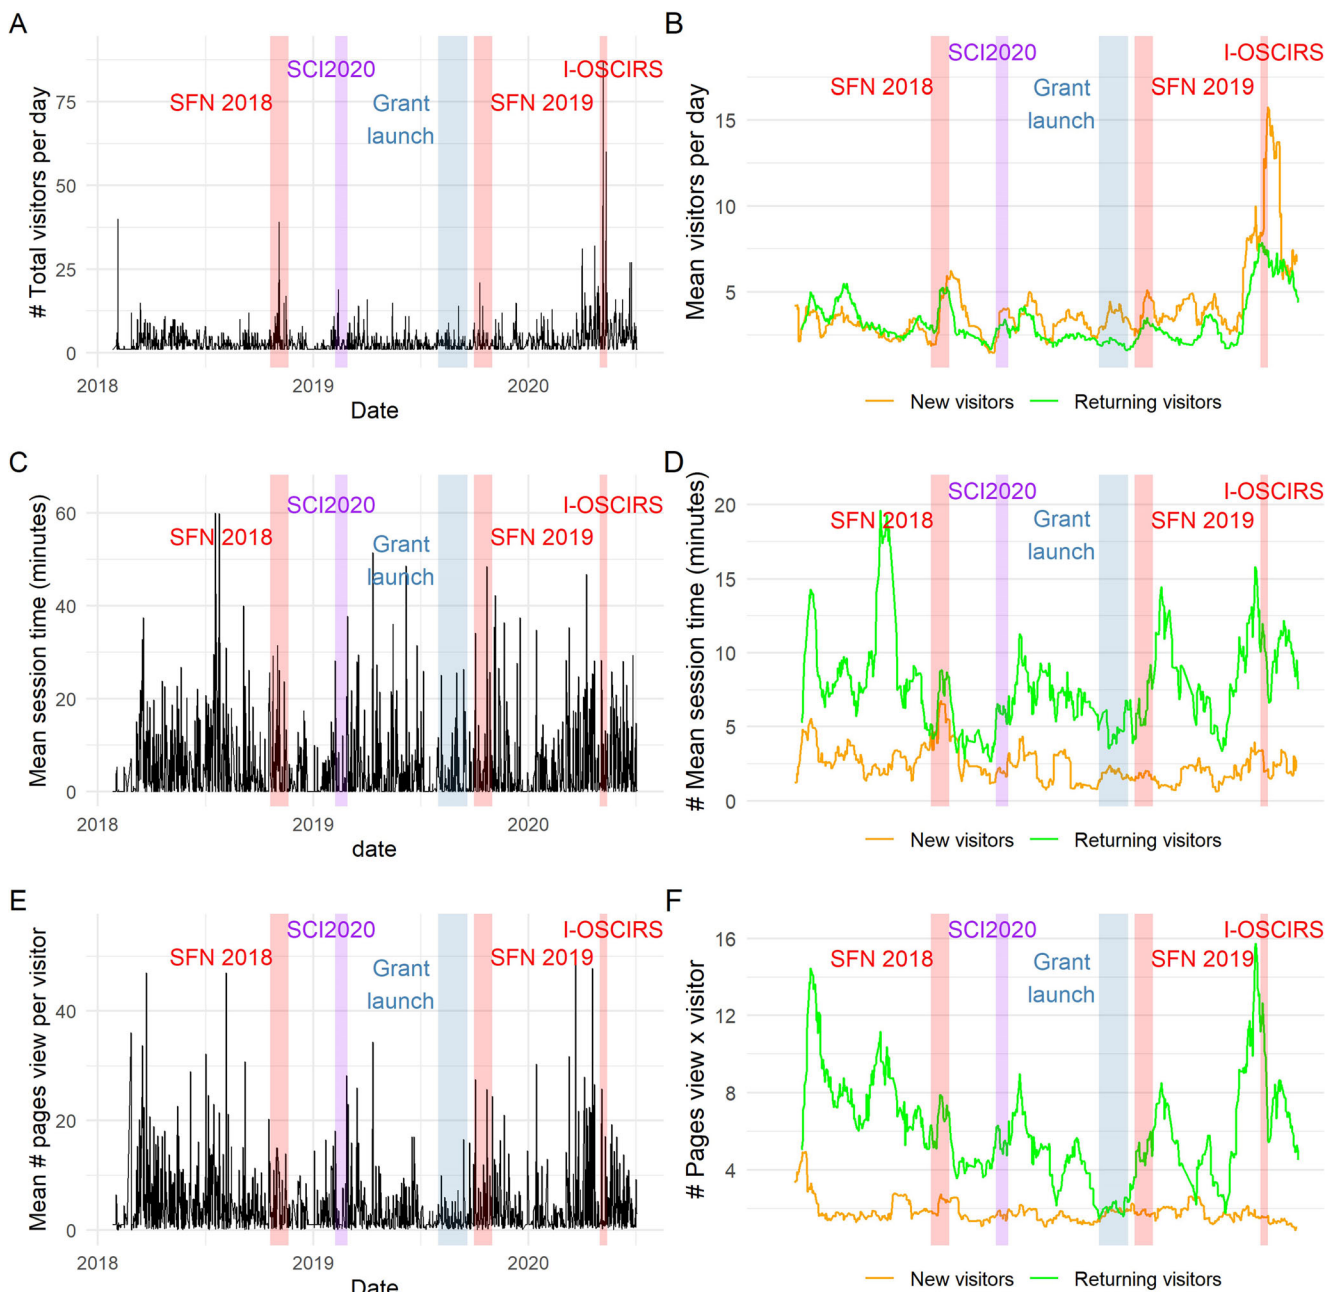 A
# Total visitors per day
75
50
25
0
SCI2020
I-OSCIRS
SFN 2018
Grant
launch
SFN 2019
2018
2019
2020
Date
B
Mean visitors per day
15
10
5
SCI2020
I-OSCIRS
SFN 2018
Grant
launch
SFN 2019
New visitors
Returning visitors
C
Mean session time (minutes)
60
40
20
0
SCI2020
I-OSCIRS
SFN 2018
Grant
launch
SFN 2019
2018
2019
2020
date
D
# Mean session time (minutes)
20
15
10
5
0
SCI2020
I-OSCIRS
SFN 2018
Grant
launch
SFN 2019
New visitors
Returning visitors
E
Mean # pages view per visitor
40
20
0
SCI2020
I-OSCIRS
SFN 2018
Grant
launch
SFN 2019
2018
2019
2020
Date
F
# Pages view x visitor
16
12
8
4
SCI2020
I-OSCIRS
SFN 2018
Grant
launch
SFN 2019
New visitors
Returning visitors